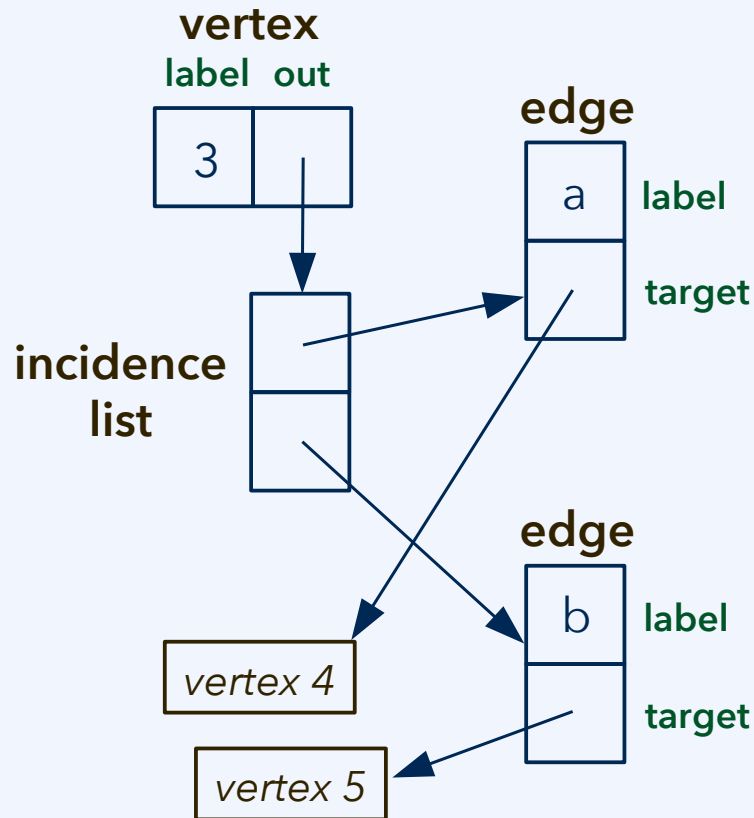 vertex
label out
3
edge
a
label
target
incidence
list
edge
b
label
target
vertex 4
vertex 5